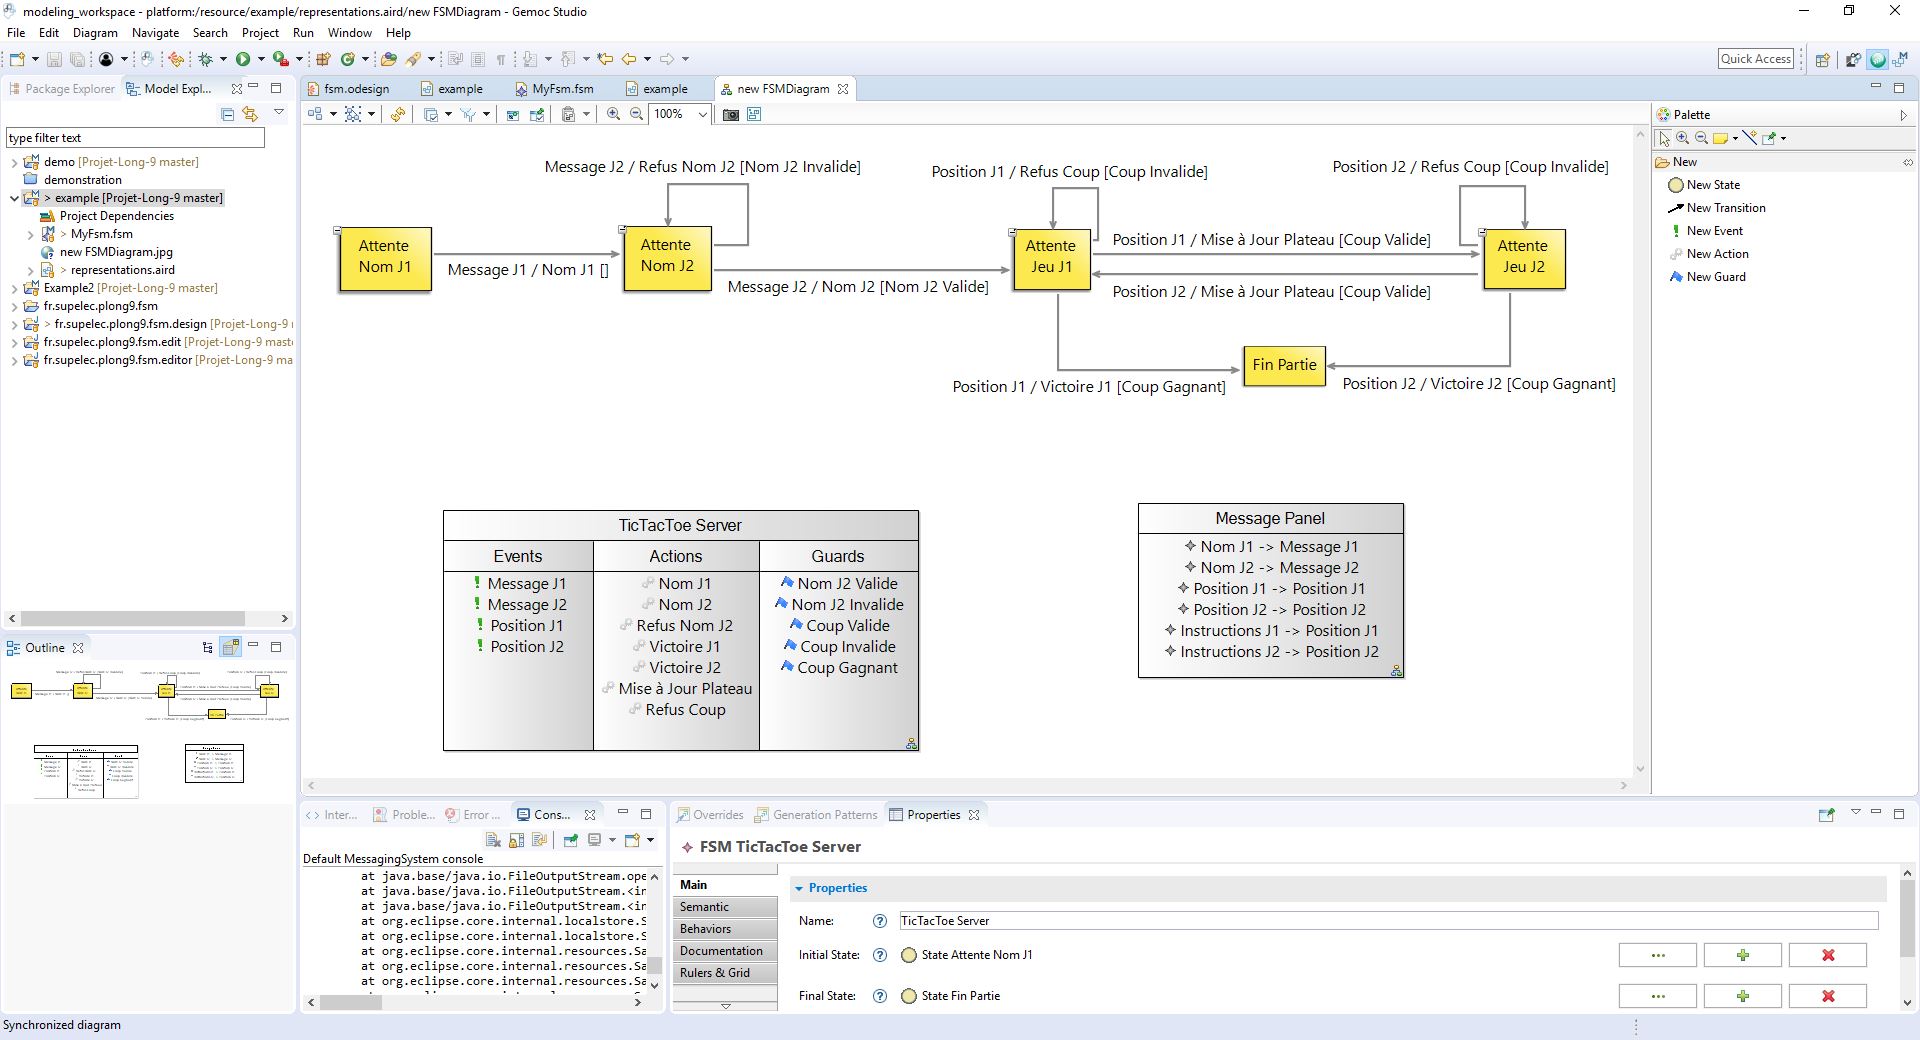 modeling_workspace - platform:/resource/example/representations.aird/new FSMDiagram - Gemoc Studio
File Edit Diagram Navigate Search Project Run Window Help
Quick Access
Package Explorer Model Expl...
type filter text
demo [Projet-Long-9 master]
demonstration
> example [Projet-Long-9 master]
Project Dependencies
> MyFsm.fsm
new FSMDiagram.jpg
> representations.aird
Example2 [Projet-Long-9 master]
fr.supelec.plong9.fsm
> fr.supelec.plong9.fsm.design [Projet-Long-9
fr.supelec.plong9.fsm.edit [Projet-Long-9 mast
fr.supelec.plong9.fsm.editor [Projet-Long-9 ma
Outline
fsm.odesign example MyFsm.fsm example new FSMDiagram
100%
Message J2 / Refus Nom J2 [Nom J2 Invalide]
Position J1 / Refus Coup [Coup Invalide]
Position J2 / Refus Coup [Coup Invalide]
Attente
Nom J1
Message J1 / Nom J1 []
Attente
Nom J2
Message J2 / Nom J2 [Nom J2 Valide]
Attente
Jeu J1
Position J1 / Mise à Jour Plateau [Coup Valide]
Position J2 / Mise à Jour Plateau [Coup Valide]
Attente
Jeu J2
Fin Partie
Position J1 / Victoire J1 [Coup Gagnant]
Position J2 / Victoire J2 [Coup Gagnant]
TicTacToe Server
Events
Message J1
Message J2
Position J1
Position J2
Actions
Nom J1
Nom J2
Refus Nom J2
Victoire J1
Victoire J2
Mise à Jour Plateau
Refus Coup
Guards
Nom J2 Valide
Nom J2 Invalide
Coup Valide
Coup Invalide
Coup Gagnant
Message Panel
Nom J1 -> Message J1
Nom J2 -> Message J2
Position J1 -> Position J1
Position J2 -> Position J2
Instructions J1 -> Position J1
Instructions J2 -> Position J2
Palette
New
New State
New Transition
New Event
New Action
New Guard
Inter... Proble... Error ... Cons...
Default MessagingSystem console
at java.base/java.io.FileOutputStream.ope
at java.base/java.io.FileOutputStream.<in
at java.base/java.io.FileOutputStream.<in
at org.eclipse.core.internal.localstore.S
at org.eclipse.core.internal.localstore.S
at org.eclipse.core.internal.resources.Sa
at org.eclipse.core.internal.resources.Sa
at org.eclipse.core.internal.resources.Sa
Overrides Generation Patterns Properties
FSM TicTacToe Server
Main
Semantic
Behaviors
Documentation
Rulers & Grid
Properties
Name: TicTacToe Server
Initial State: State Attente Nom J1
Final State: State Fin Partie
Synchronized diagram